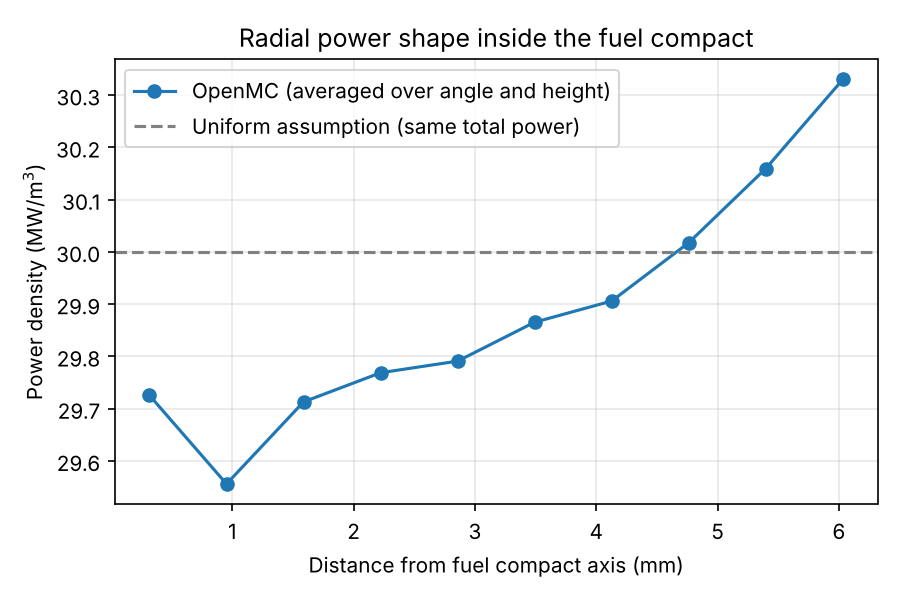 Radial power shape inside the fuel compact
OpenMC (averaged over angle and height)
Uniform assumption (same total power)
Power density (MW/m³)
30.3
30.2
30.1
30.0
29.9
29.8
29.7
29.6
1 2 3 4 5 6
Distance from fuel compact axis (mm)